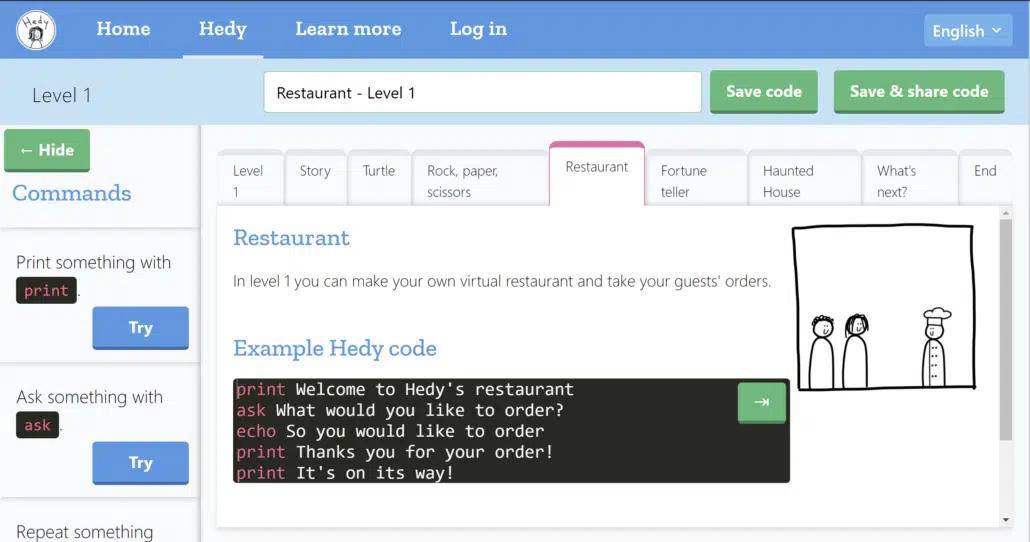 Hedy
Home
Hedy
Learn more
Log in
English
Level 1
Restaurant - Level 1
Save code
Save & share code
← Hide
Commands
Print something with
print.
Try
Ask something with
ask.
Try
Repeat something
Level
1
Story
Turtle
Rock, paper,
scissors
Restaurant
Fortune
teller
Haunted
House
What's
next?
End
Restaurant
In level 1 you can make your own virtual restaurant and take your guests' orders.
Example Hedy code
print Welcome to Hedy's restaurant
ask What would you like to order?
echo So you would like to order
print Thanks you for your order!
print It's on its way!